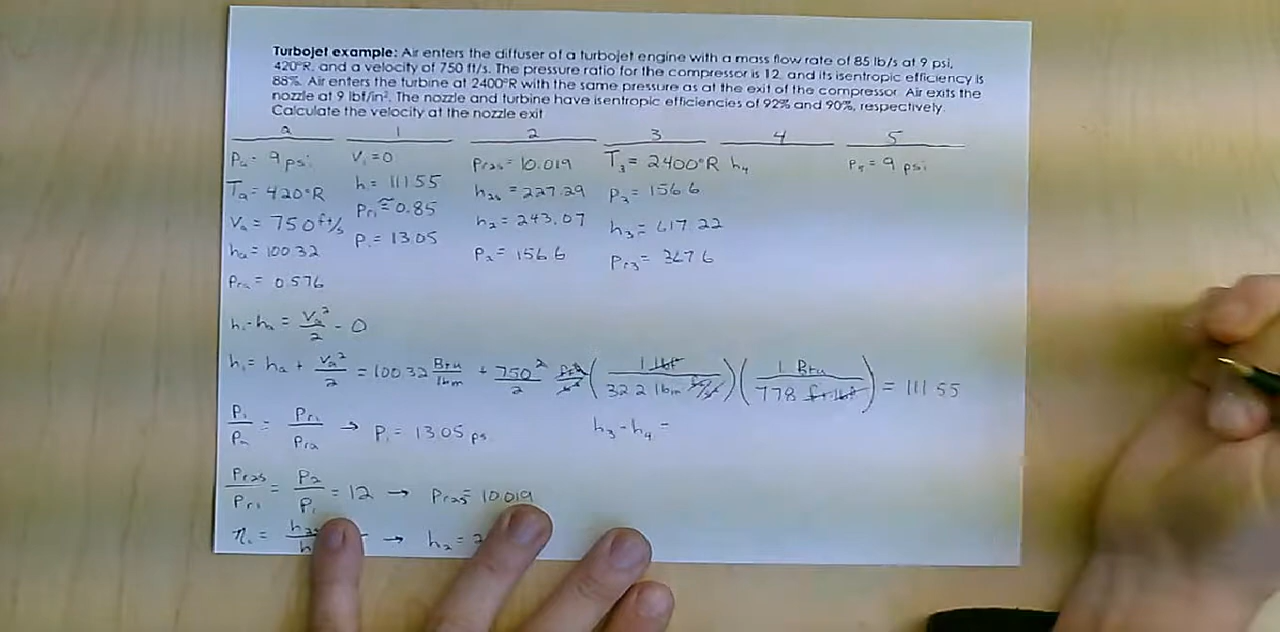 Turbojet example: Air enters the diffuser of a turbojet engine with a mass flow rate of 85 lb/s at 9 psi,
420°R, and a velocity of 750 ft/s. The pressure ratio for the compressor is 12, and its isentropic efficiency is
88%. Air enters the turbine at 2400°R with the same pressure as at the exit of the compressor. Air exits the
nozzle at 9 lbf/in². The nozzle and turbine have isentropic efficiencies of 92% and 90%, respectively.
Calculate the velocity at the nozzle exit
a 1 2 3 4 5
Pa = 9 psi V1 = 0 Pr2s = 10.019 T3 = 2400°R h4 P5 = 9 psi
Ta = 420°R h1 = 111.55 h2s = 227.29 P3 = 156.6
Va = 750 ft/s Pr1 ≈ 0.85 h2 = 243.07 h3 = 617.22
ha = 100.32 P1 = 13.05 P2 = 156.6 Pr3 = 367.6
Pra = 0.576
h1 - ha = Va²/2 - 0
h1 = ha + Va²/2 = 100.32 Btu/lbm + 750²/2 ft²/s² (1 lbf/32.2 lbm ft/s²)(1 Btu/778 ft·lbf) = 111.55
P1/Pa = Pr1/Pra → P1 = 13.05 psi
h3 - h4 =
Pr2s/Pr1 = P2/P1 = 12 → Pr2s = 10.019
→ h2 =